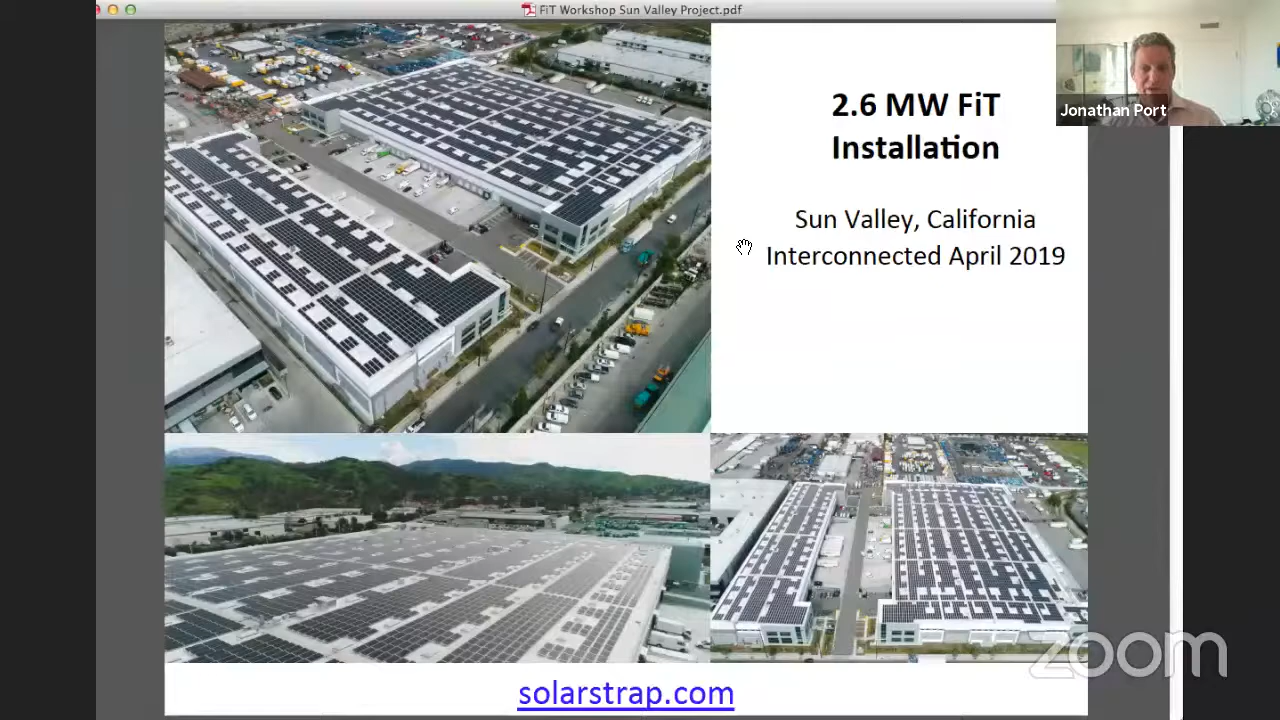 FiT Workshop Sun Valley Project.pdf
2.6 MW FiT
Installation
Jonathan Port
Sun Valley, California
Interconnected April 2019
solarstrap.com
zoom